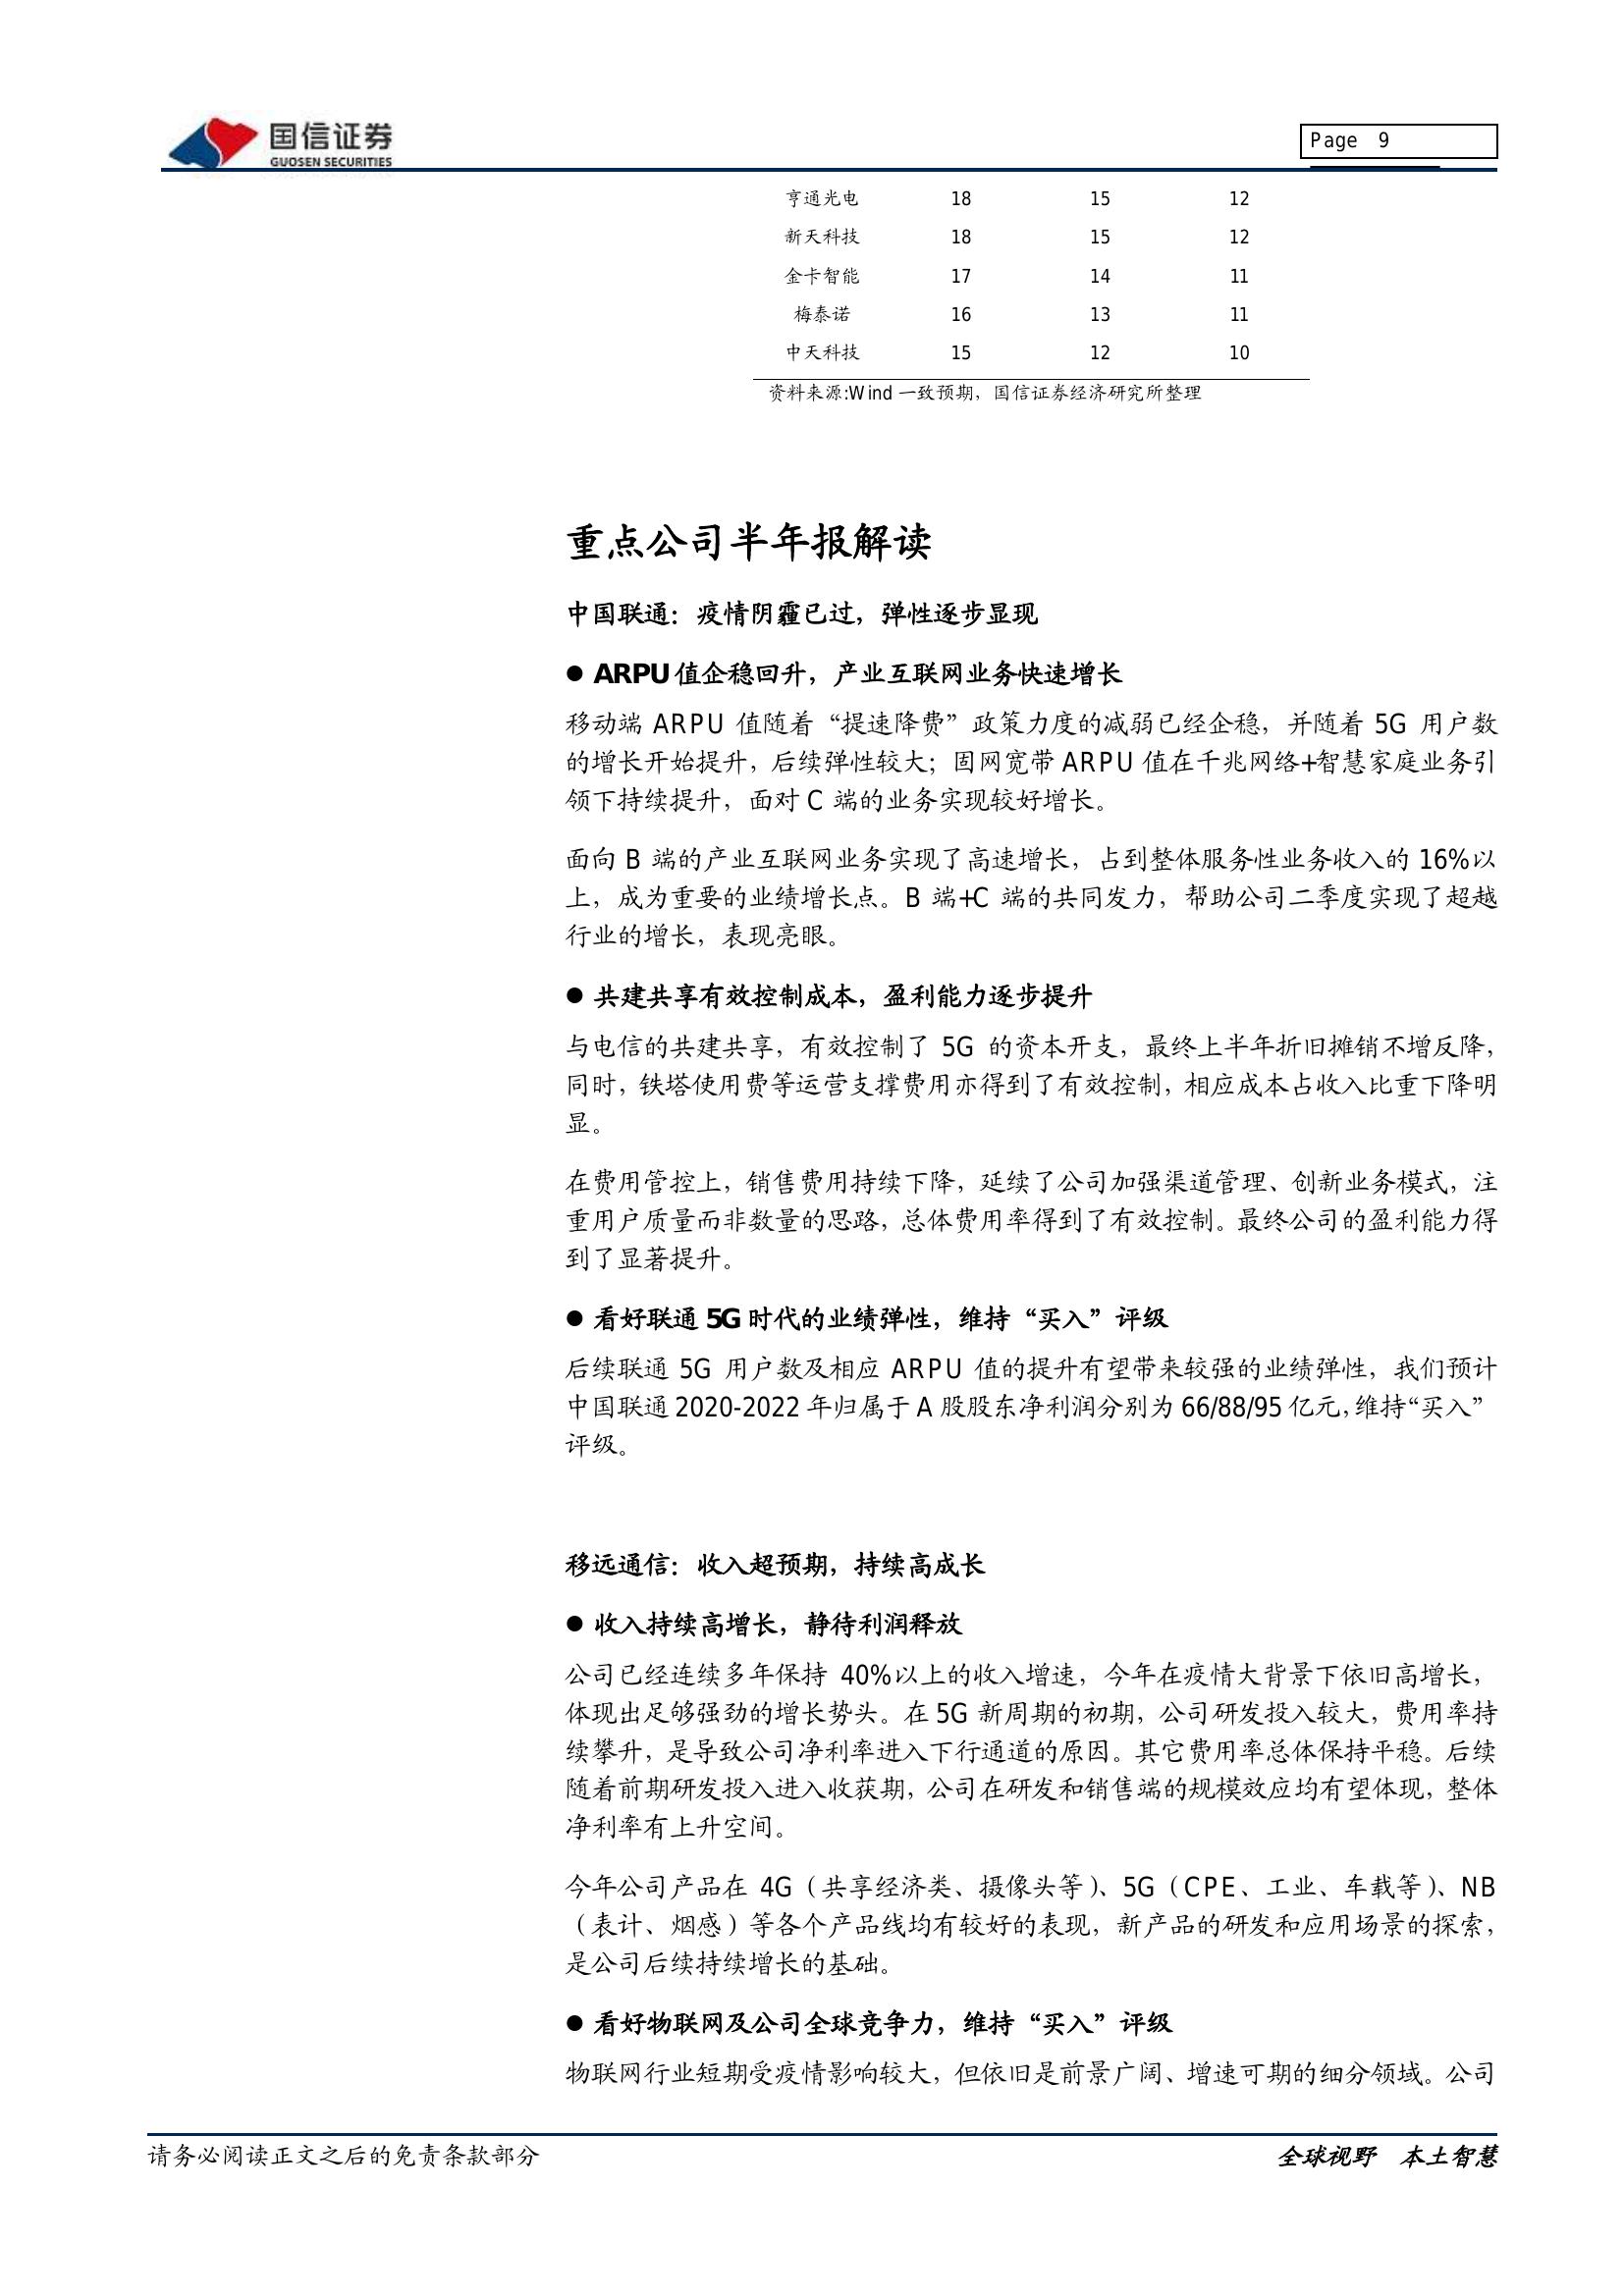 国信证券
GUOSEN SECURITIES
Page 9
亨通光电 18 15 12
新天科技 18 15 12
金卡智能 17 14 11
梅泰诺 16 13 11
中天科技 15 12 10
资料来源:Wind 一致预期，国信证券经济研究所整理
重点公司半年报解读
中国联通：疫情阴霾已过，弹性逐步显现
● ARPU 值企稳回升，产业互联网业务快速增长
移动端 ARPU 值随着“提速降费”政策力度的减弱已经企稳，并随着 5G 用户数
的增长开始提升，后续弹性较大；固网宽带 ARPU 值在千兆网络+智慧家庭业务引
领下持续提升，面对 C 端的业务实现较好增长。
面向 B 端的产业互联网业务实现了高速增长，占到整体服务性业务收入的 16%以
上，成为重要的业绩增长点。B 端+C 端的共同发力，帮助公司二季度实现了超越
行业的增长，表现亮眼。
● 共建共享有效控制成本，盈利能力逐步提升
与电信的共建共享，有效控制了 5G 的资本开支，最终上半年折旧摊销不增反降，
同时，铁塔使用费等运营支撑费用亦得到了有效控制，相应成本占收入比重下降明
显。
在费用管控上，销售费用持续下降，延续了公司加强渠道管理、创新业务模式，注
重用户质量而非数量的思路，总体费用率得到了有效控制。最终公司的盈利能力得
到了显著提升。
● 看好联通 5G 时代的业绩弹性，维持“买入”评级
后续联通 5G 用户数及相应 ARPU 值的提升有望带来较强的业绩弹性，我们预计
中国联通 2020-2022 年归属于 A 股股东净利润分别为 66/88/95 亿元，维持“买入”
评级。
移远通信：收入超预期，持续高成长
● 收入持续高增长，静待利润释放
公司已经连续多年保持 40%以上的收入增速，今年在疫情大背景下依旧高增长，
体现出足够强劲的增长势头。在 5G 新周期的初期，公司研发投入较大，费用率持
续攀升，是导致公司净利率进入下行通道的原因。其它费用率总体保持平稳。后续
随着前期研发投入进入收获期，公司在研发和销售端的规模效应均有望体现，整体
净利率有上升空间。
今年公司产品在 4G（共享经济类、摄像头等）、5G（CPE、工业、车载等）、NB
（表计、烟感）等各个产品线均有较好的表现，新产品的研发和应用场景的探索，
是公司后续持续增长的基础。
● 看好物联网及公司全球竞争力，维持“买入”评级
物联网行业短期受疫情影响较大，但依旧是前景广阔、增速可期的细分领域。公司
请务必阅读正文之后的免责条款部分
全球视野 本土智慧